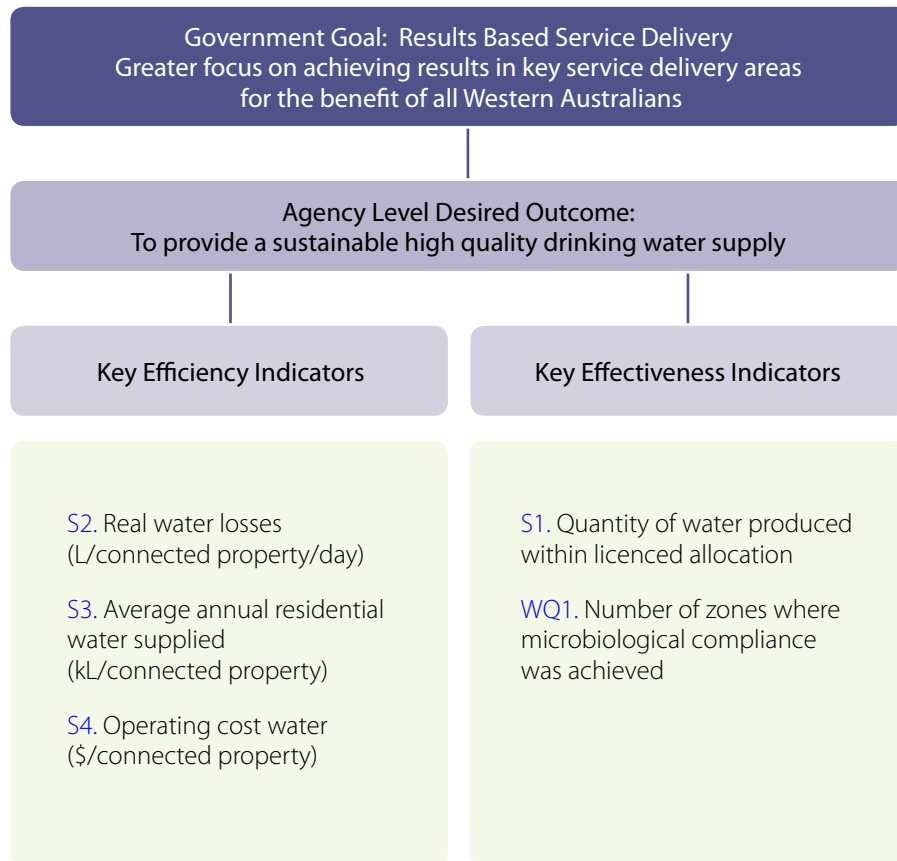 Government Goal: Results Based Service Delivery
Greater focus on achieving results in key service delivery areas
for the benefit of all Western Australians
Agency Level Desired Outcome:
To provide a sustainable high quality drinking water supply
Key Efficiency Indicators
Key Effectiveness Indicators
S2. Real water losses
(L/connected property/day)
S3. Average annual residential
water supplied
(kL/connected property)
S4. Operating cost water
($/connected property)
S1. Quantity of water produced
within licenced allocation
WQ1. Number of zones where
microbiological compliance
was achieved